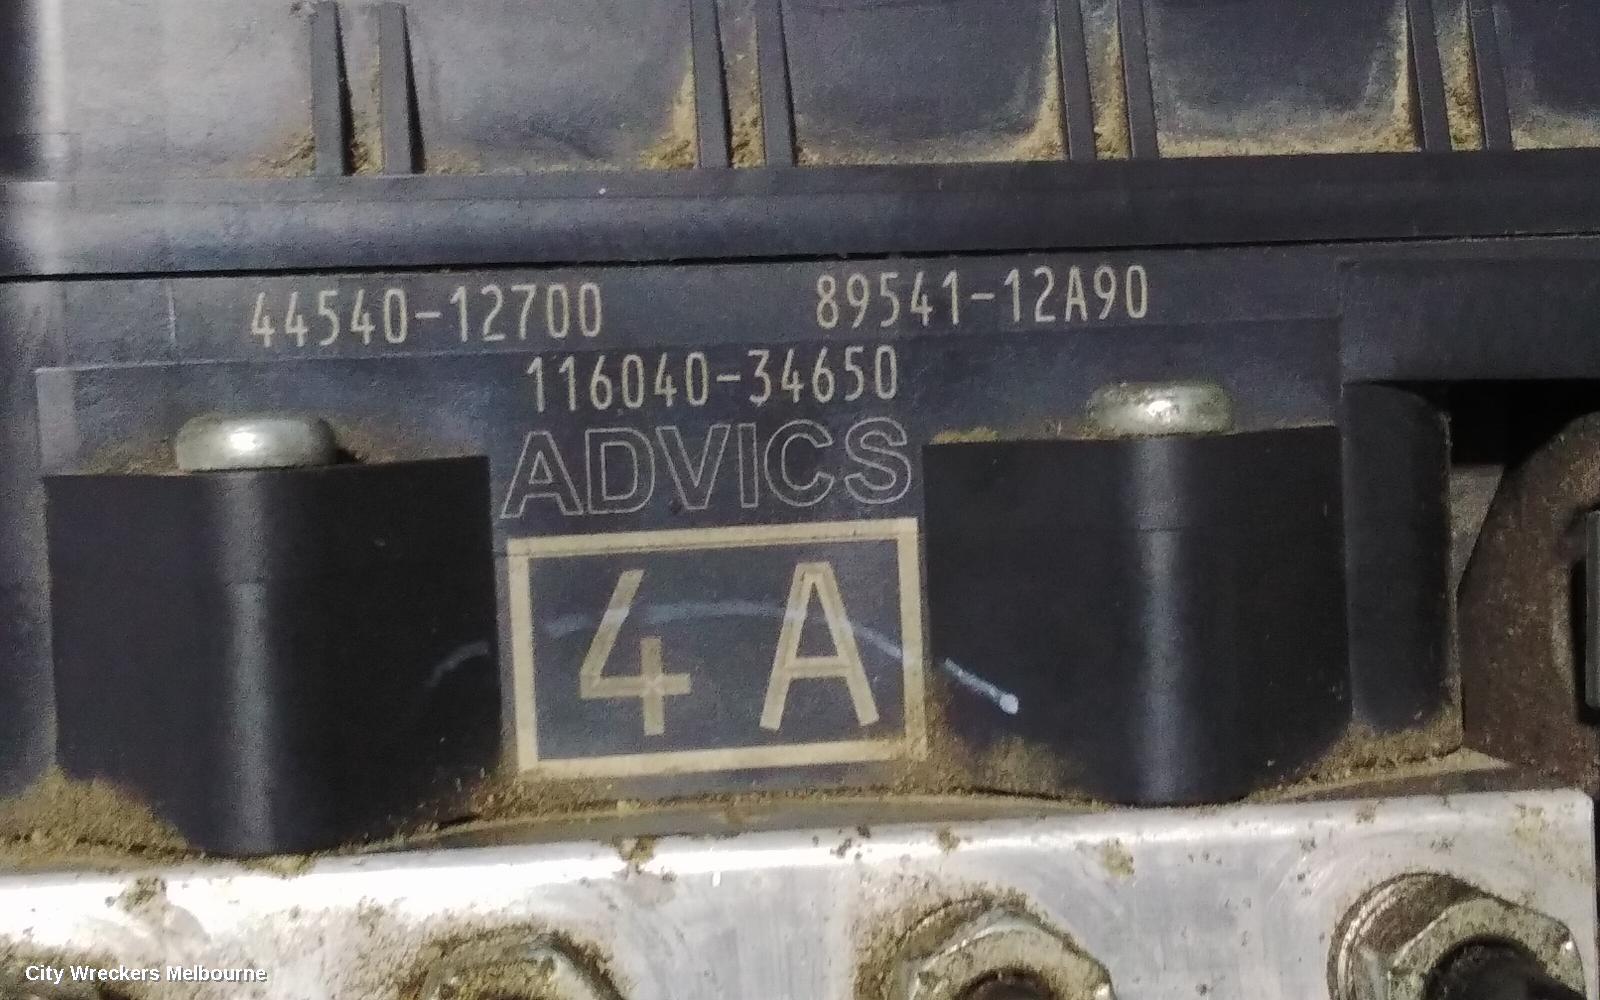 44540-12700 89541-12A90
116040-34650
ADVICS
4 A
City Wreckers Melbourne